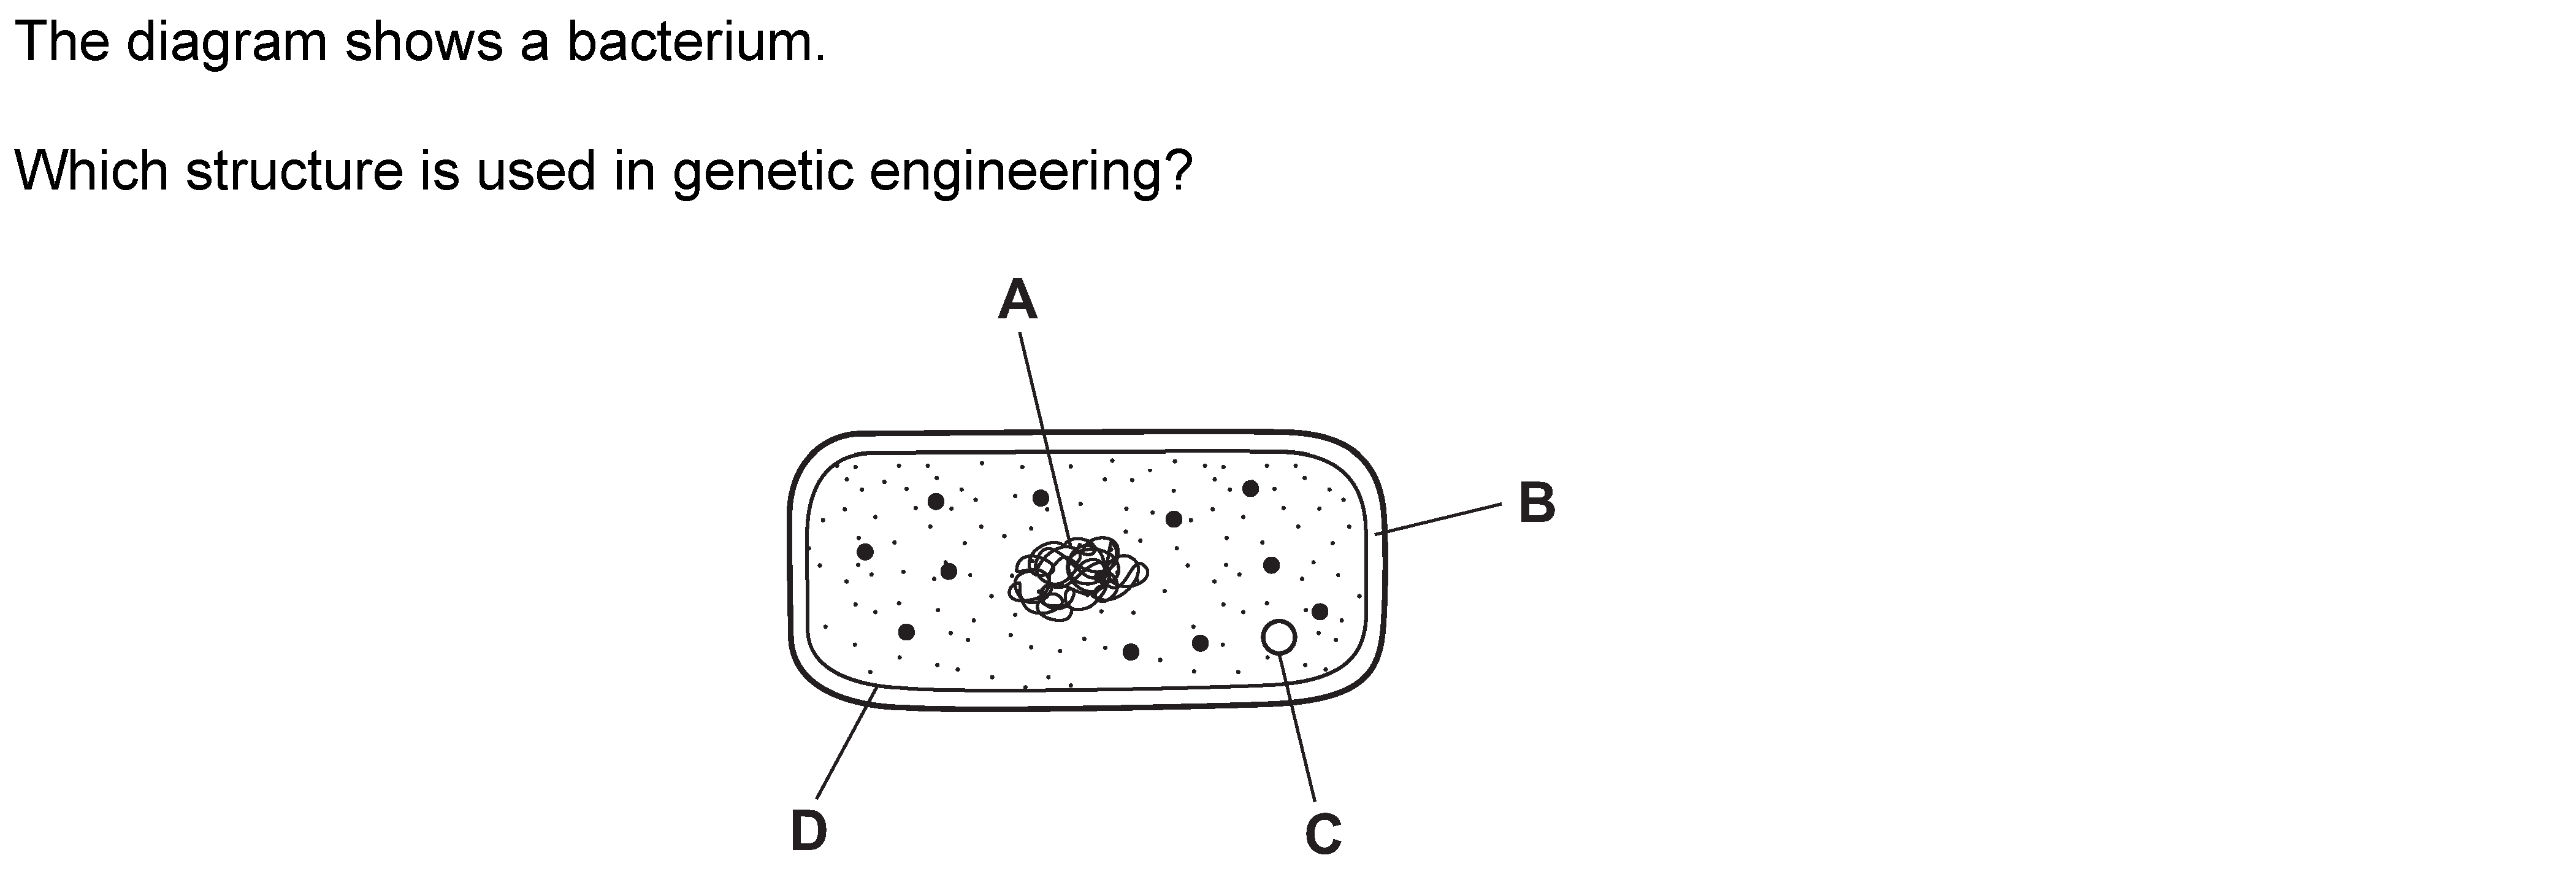 The diagram shows a bacterium.
Which structure is used in genetic engineering?
A
B
D
C